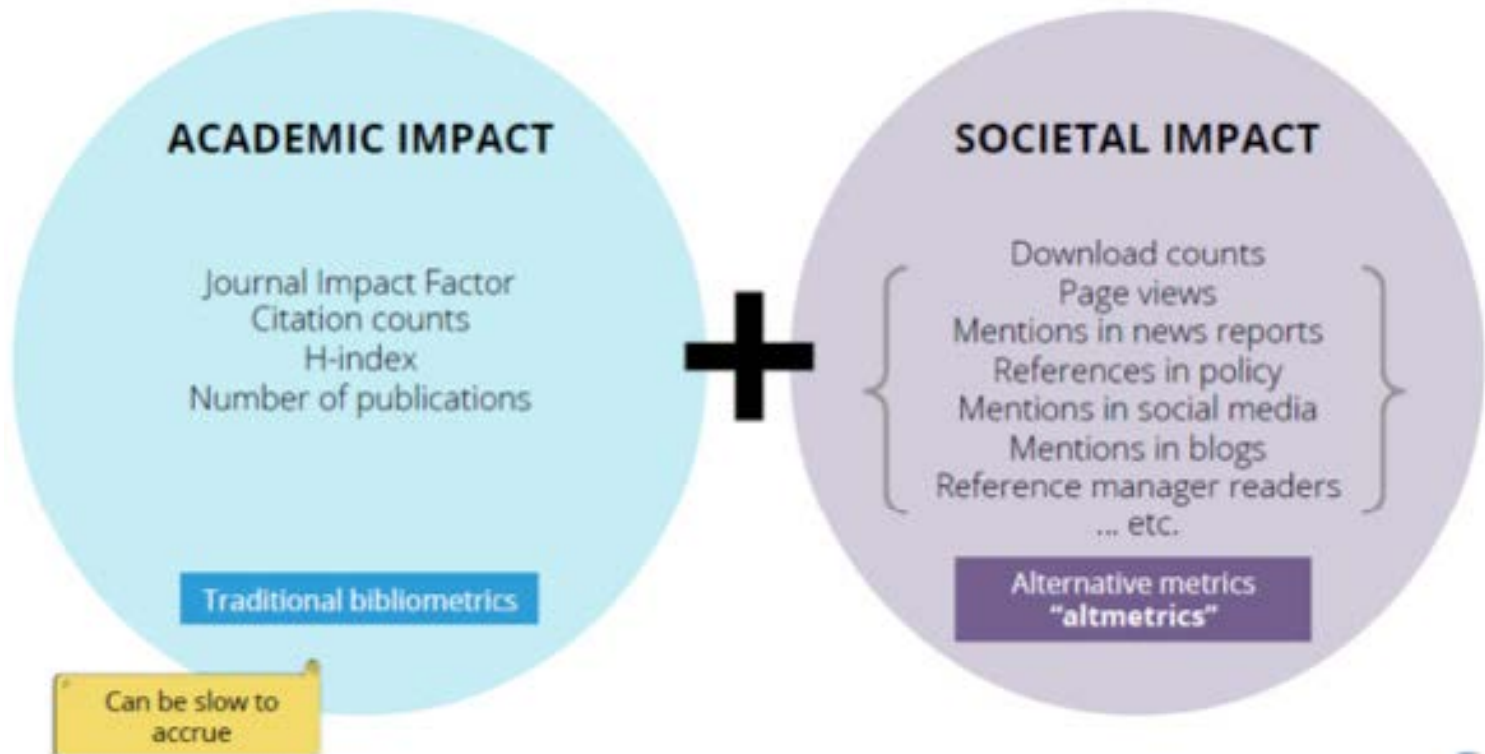 ACADEMIC IMPACT
Journal Impact Factor
Citation counts
H-index
Number of publications
Traditional bibliometrics
Can be slow to
accrue
+
SOCIETAL IMPACT
Download counts
Page views
Mentions in news reports
References in policy
Mentions in social media
Mentions in blogs
Reference manager readers
... etc.
Alternative metrics
“altmetrics”